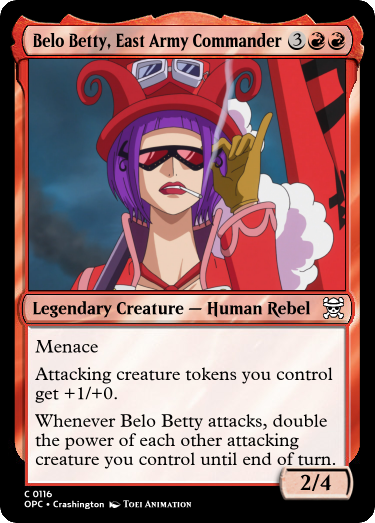 Belo Betty, East Army Commander 3
Legendary Creature — Human Rebel
Menace
Attacking creature tokens you control
get +1/+0.
Whenever Belo Betty attacks, double
the power of each other attacking
creature you control until end of turn.
2/4
C 0116
OPC • Crashington TOEI ANIMATION